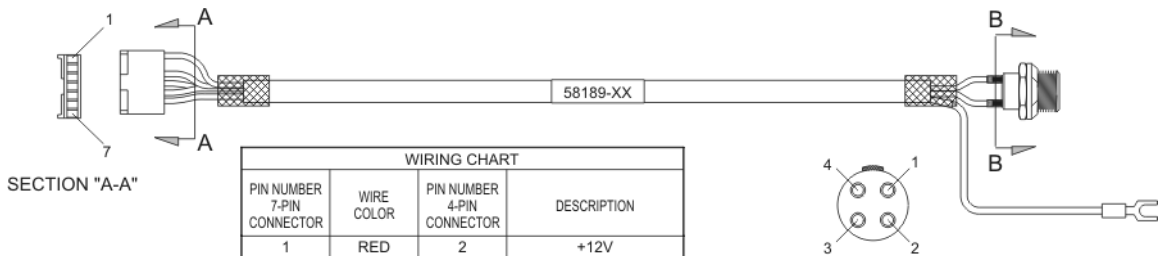 1
A
B
58189-XX
7
A
B
SECTION "A-A"
WIRING CHART
PIN NUMBER 7-PIN CONNECTOR
WIRE COLOR
PIN NUMBER 4-PIN CONNECTOR
DESCRIPTION
1 RED 2 +12V
4 1
3 2